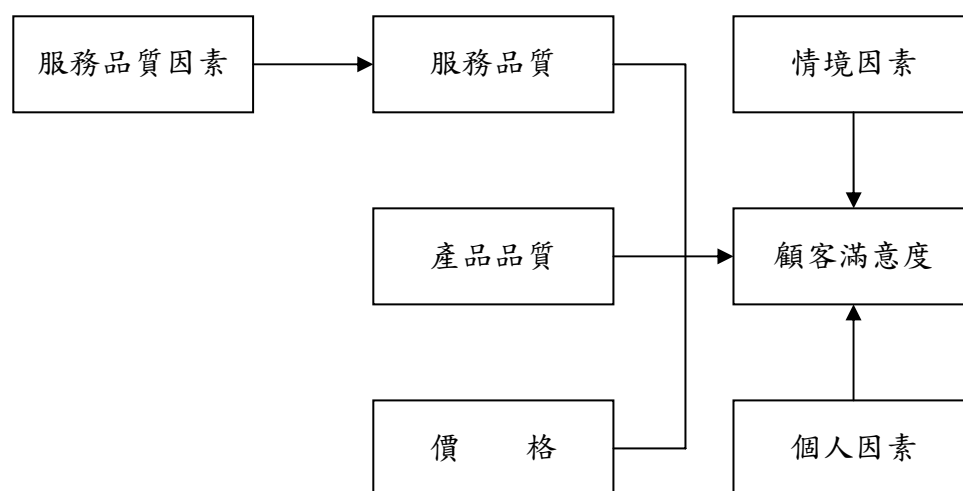 服務品質因素
服務品質
情境因素
產品品質
顧客滿意度
價 格
個人因素